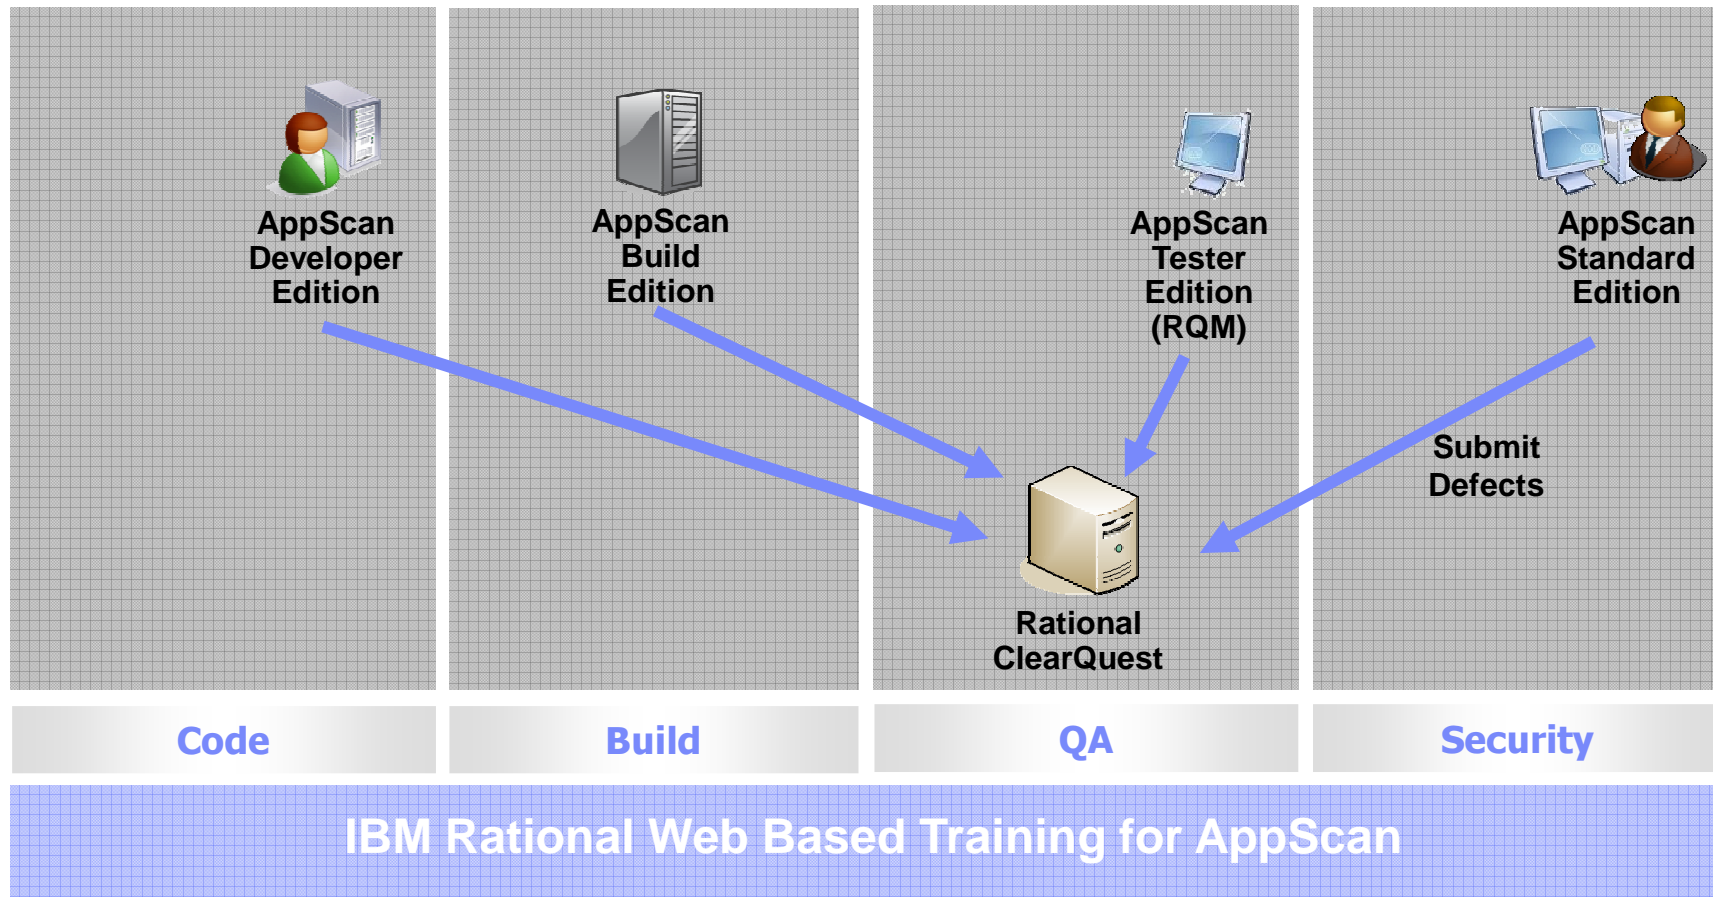 AppScan
Developer
Edition
AppScan
Build
Edition
AppScan
Tester
Edition
(RQM)
AppScan
Standard
Edition
Submit
Defects
Rational
ClearQuest
Code
Build
QA
Security
IBM Rational Web Based Training for AppScan